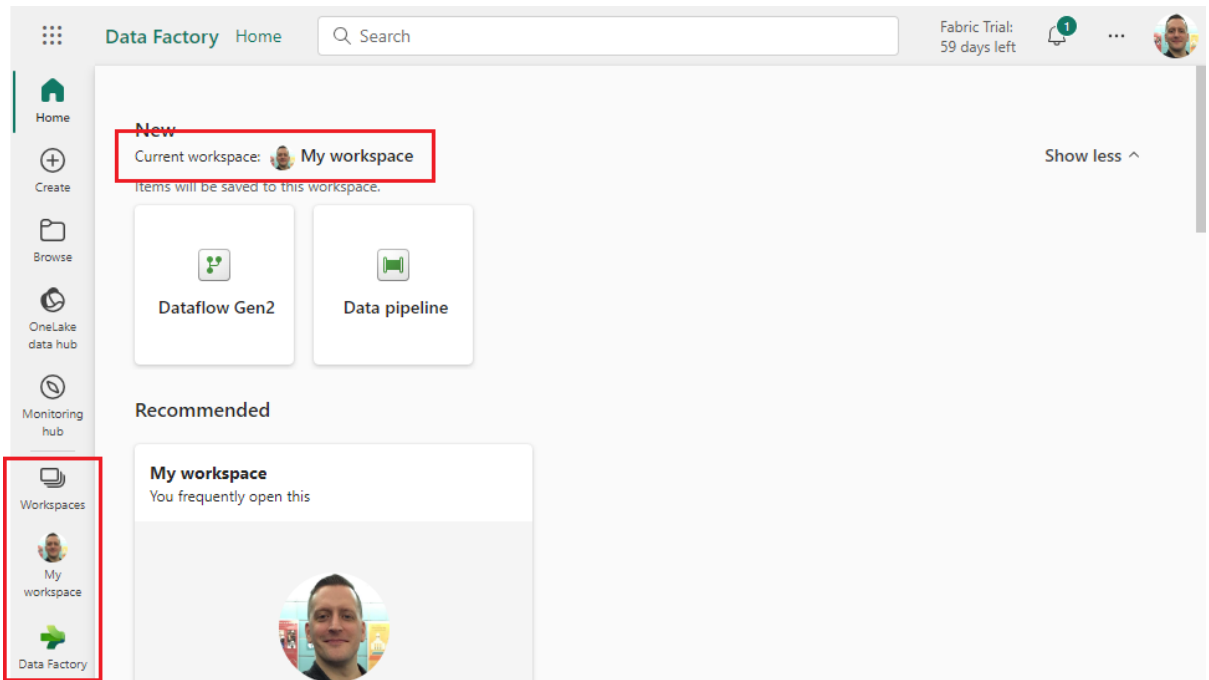 Data Factory Home
Search
Fabric Trial:
59 days left
1
Home
Create
Browse
OneLake
data hub
Monitoring
hub
Workspaces
My
workspace
Data Factory
New
Current workspace: My workspace
Show less
Items will be saved to this workspace.
Dataflow Gen2
Data pipeline
Recommended
My workspace
You frequently open this